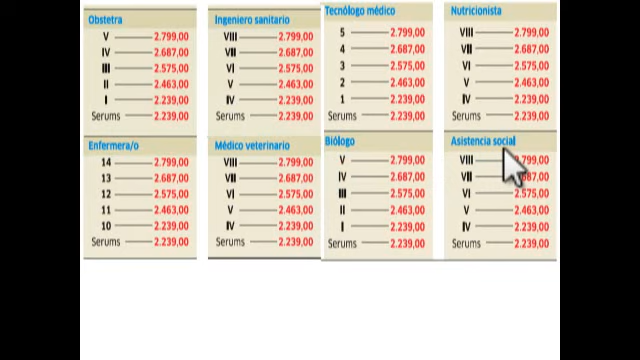 Obstetra
V 2.799,00
IV 2.687,00
III 2.575,00
II 2.463,00
I 2.239,00
Serums 2.239,00
Ingeniero sanitario
VIII 2.799,00
VII 2.687,00
VI 2.575,00
V 2.463,00
IV 2.239,00
Serums 2.239,00
Tecnólogo médico
5 2.799,00
4 2.687,00
3 2.575,00
2 2.463,00
1 2.239,00
Serums 2.239,00
Nutricionista
VIII 2.799,00
VII 2.687,00
VI 2.575,00
V 2.463,00
IV 2.239,00
Serums 2.239,00
Enfermera/o
14 2.799,00
13 2.687,00
12 2.575,00
11 2.463,00
10 2.239,00
Serums 2.239,00
Médico veterinario
VIII 2.799,00
VII 2.687,00
VI 2.575,00
V 2.463,00
IV 2.239,00
Serums 2.239,00
Biólogo
V 2.799,00
IV 2.687,00
III 2.575,00
II 2.463,00
I 2.239,00
Serums 2.239,00
Asistencia social
VIII 2.799,00
VII
VI 2.575,00
V 2.463,00
IV 2.239,00
Serums 2.239,00